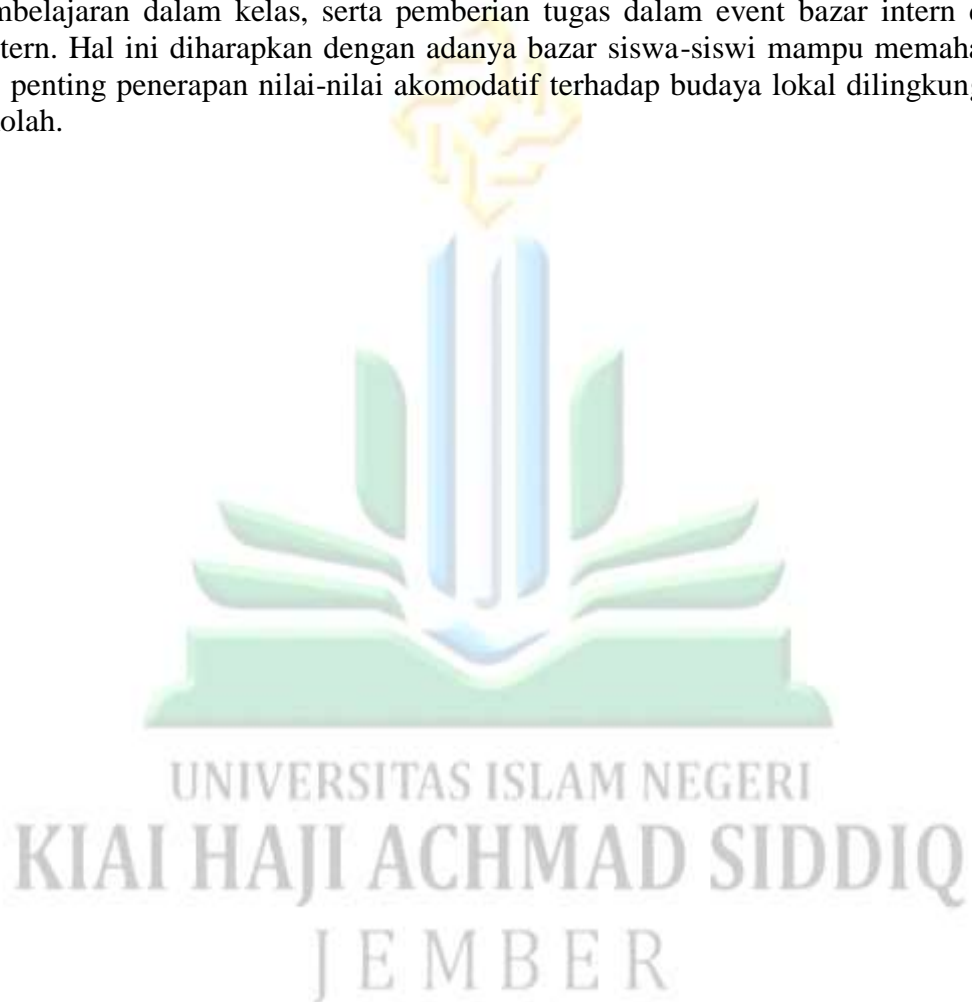 mbelajaran dalam kelas, serta pemberian tugas dalam event bazar intern
tern. Hal ini diharapkan dengan adanya bazar siswa-siswi mampu memaha
penting penerapan nilai-nilai akomodatif terhadap budaya lokal dilingkung
olah.
UNIVERSITAS ISLAM NEGERI
KIAI HAJI ACHMAD SIDDIQ
JEMBER